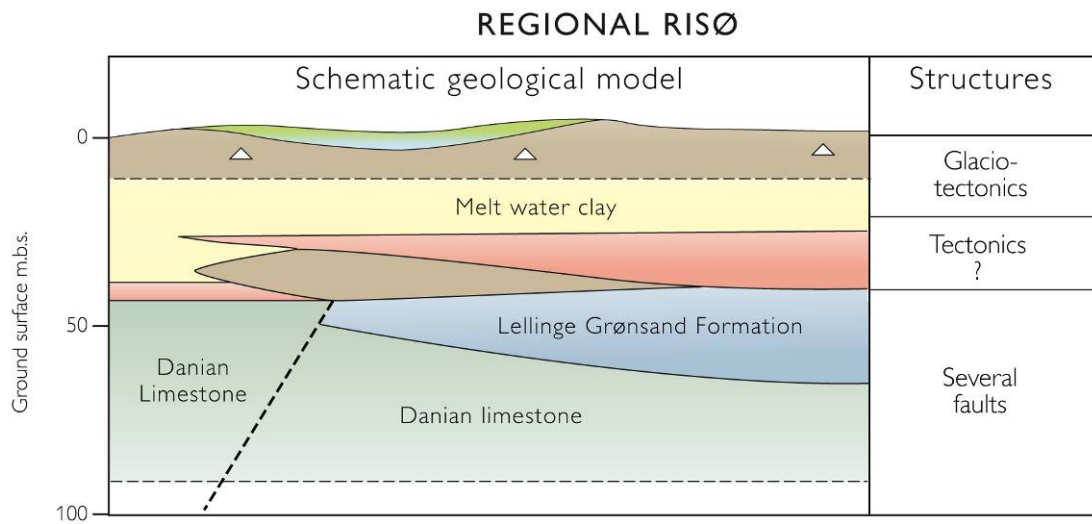 REGIONAL RISØ
Schematic geological model
Structures
0
Glacio-
tectonics
Melt water clay
Tectonics
?
Ground surface m.b.s.
50
Lellinge Grønsand Formation
Danian
Limestone
Danian limestone
Several
faults
100